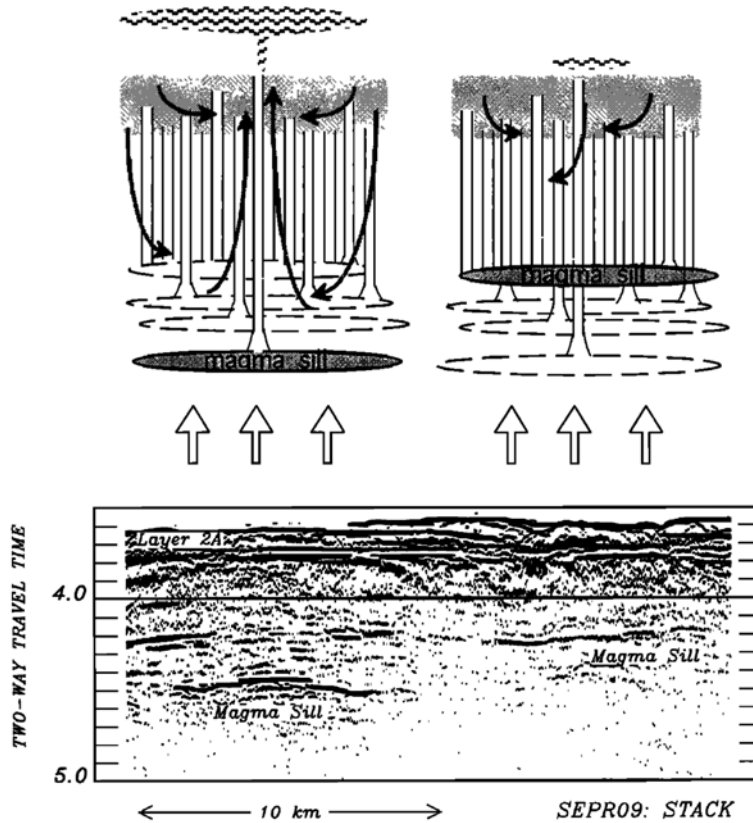 magma sill
magma sill
TWO-WAY TRAVEL TIME
Layer 2A
4.0
Magma Sill
Magma Sill
5.0
10 km
SEPR09: STACK